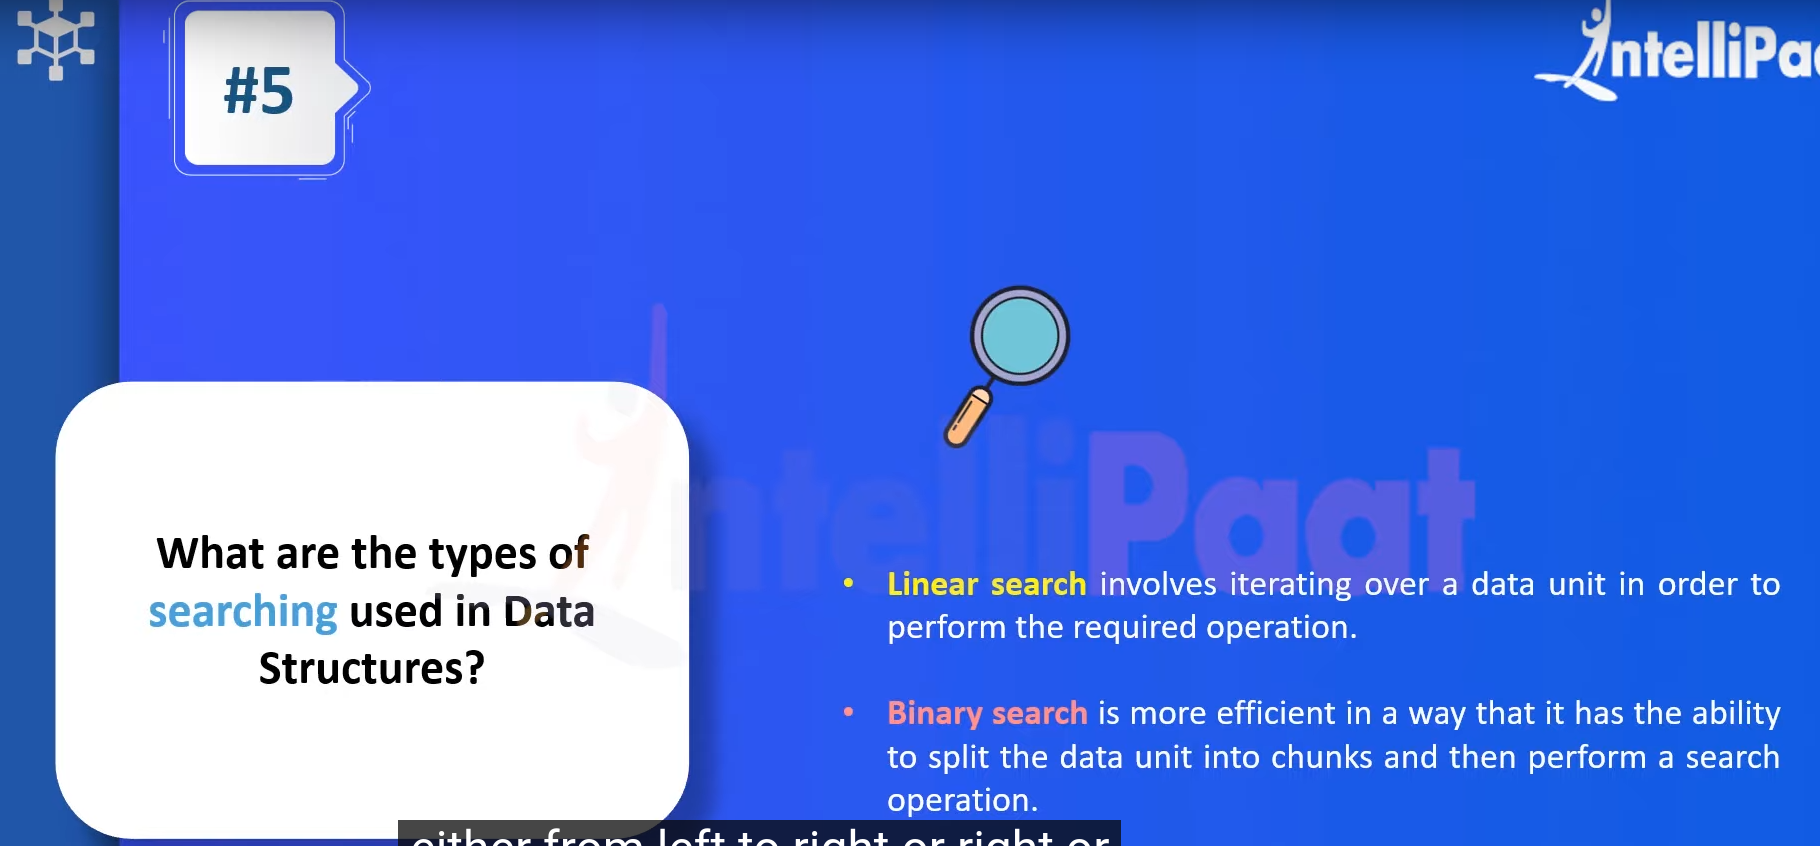 #5
IntelliPaa
IntelliPaat
What are the types of
searching used in Data
Structures?
• Linear search involves iterating over a data unit in order to
perform the required operation.
• Binary search is more efficient in a way that it has the ability
to split the data unit into chunks and then perform a search
operation.
either from left to right or right or